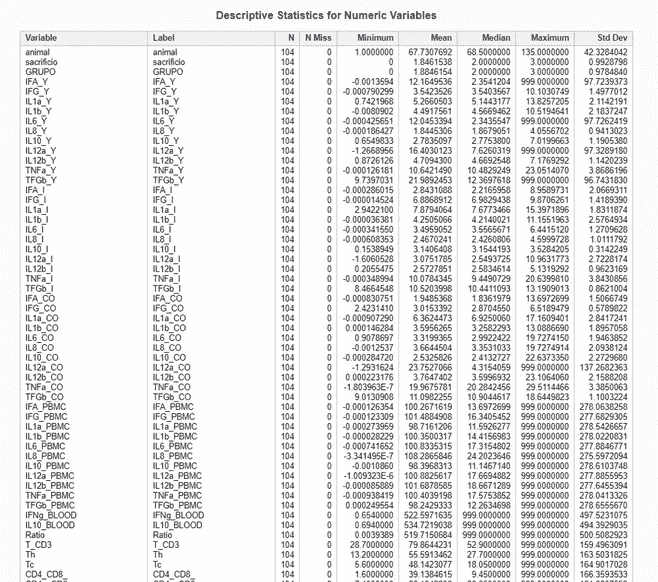 Descriptive Statistics for Numeric Variables
Variable Label N N Miss Minimum Mean Median Maximum Std Dev
animal animal 104 0 1.0000000 67.7307692 68.5000000 135.0000000 42.3284042
sacrificio sacrificio 104 0 0 1.8461538 2.0000000 3.0000000 0.9928798
GRUPO GRUPO 104 0 0 1.8846154 2.0000000 3.0000000 0.9784840
IFA_Y IFA_Y 104 0 -0.0013594 12.1649536 2.3541204 999.0000000 97.7239373
IFG_Y IFG_Y 104 0 -0.000790299 3.5423526 3.5403567 10.1030749 1.4977012
IL1a_Y IL1a_Y 104 0 0.7421968 5.2660503 5.1443177 13.8257205 2.1142191
IL1b_Y IL1b_Y 104 0 -0.0080902 4.4917561 4.5669462 10.5194641 2.1837247
IL6_Y IL6_Y 104 0 -0.000425651 12.0453394 2.3435547 999.0000000 97.7262419
IL8_Y IL8_Y 104 0 -0.000186427 1.8445306 1.8679051 4.0556702 0.9413023
IL10_Y IL10_Y 104 0 0.6549833 2.7835097 2.7753800 7.0199663 1.1905380
IL12a_Y IL12a_Y 104 0 -1.2668956 16.4030123 7.6260319 999.0000000 97.3289180
IL12b_Y IL12b_Y 104 0 0.8726126 4.7094300 4.6692548 7.1769292 1.1420239
TNFa_Y TNFa_Y 104 0 -0.000126181 10.6421490 10.4829249 23.0514070 3.8686196
TFGb_Y TFGb_Y 104 0 9.7397031 21.9892453 12.3697618 999.0000000 96.7431830
IFA_I IFA_I 104 0 -0.000286015 2.8431088 2.2165958 8.9589731 2.0669311
IFG_I IFG_I 104 0 -0.000014524 6.8868912 6.9829438 9.8706261 1.4189390
IL1a_I IL1a_I 104 0 2.9422100 7.8794064 7.6773466 15.3971896 1.8311874
IL1b_I IL1b_I 104 0 -0.000036381 4.2505066 4.2140021 11.1551963 2.5764934
IL6_I IL6_I 104 0 -0.000341550 3.4959052 3.5565671 6.4415120 1.2709628
IL8_I IL8_I 104 0 -0.000608363 2.4670241 2.4260806 4.5999728 1.0111792
IL10_I IL10_I 104 0 0.1538949 3.1406408 3.1544193 3.5284205 0.3142249
IL12a_I IL12a_I 104 0 -1.6060528 3.0751785 2.5493725 10.9631773 2.7228174
IL12b_I IL12b_I 104 0 0.2055475 2.5727851 2.5834614 5.1319292 0.9623169
TNFa_I TNFa_I 104 0 -0.000348994 10.0784345 9.4490729 20.6399810 3.8430856
TFGb_I TFGb_I 104 0 8.4664548 10.5203998 10.4411093 13.1909013 0.8621004
IFA_CO IFA_CO 104 0 -0.000830751 1.9485368 1.8361979 13.6972699 1.5066749
IFG_CO IFG_CO 104 0 2.4231410 3.0153392 2.8704550 6.5189479 0.5789822
IL1a_CO IL1a_CO 104 0 -0.000907290 6.3624473 6.9250060 17.1609401 2.8417241
IL1b_CO IL1b_CO 104 0 0.000146284 3.5956265 3.2582293 13.0886690 1.8957058
IL6_CO IL6_CO 104 0 0.9078697 3.3199365 2.9922422 19.7274150 1.9463852
IL8_CO IL8_CO 104 0 -0.0012537 3.6644504 3.3531033 19.7274914 2.0938124
IL10_CO IL10_CO 104 0 -0.000284720 2.5325826 2.4132727 22.6373350 2.2729680
IL12a_CO IL12a_CO 104 0 -1.2931624 23.7527066 4.3154059 999.0000000 137.2682363
IL12b_CO IL12b_CO 104 0 0.000223176 3.7647402 3.5996932 23.1064060 2.1588208
TNFa_CO TNFa_CO 104 0 -1.803963E-7 19.9675781 20.2842456 29.5114466 3.3850063
TFGb_CO TFGb_CO 104 0 9.0130908 11.0982255 10.9044617 18.6449823 1.1003224
IFA_PBMC IFA_PBMC 104 0 -0.000126354 100.2671619 13.6972699 999.0000000 278.0638258
IFG_PBMC IFG_PBMC 104 0 -0.000123309 101.4884908 16.3405452 999.0000000 277.6829305
IL1a_PBMC IL1a_PBMC 104 0 -0.000273959 98.7161206 11.5926277 999.0000000 278.5426657
IL1b_PBMC IL1b_PBMC 104 0 -0.00028229 100.3500317 14.4156983 999.0000000 278.0220831
IL6_PBMC IL6_PBMC 104 0 -0.000741652 100.8335315 17.3154802 999.0000000 277.8846771
IL8_PBMC IL8_PBMC 104 0 -3.341495E-7 108.2865846 24.2023646 999.0000000 275.5972094
IL10_PBMC IL10_PBMC 104 0 -0.0010860 98.3968313 11.1467140 999.0000000 278.6103748
IL12a_PBMC IL12a_PBMC 104 0 -1.009323E-6 100.8825617 17.6694882 999.0000000 277.8855953
IL12b_PBMC IL12b_PBMC 104 0 -0.000085889 101.6878585 18.6671289 999.0000000 277.6455394
TNFa_PBMC TNFa_PBMC 104 0 -0.000938419 100.4039198 17.5753852 999.0000000 278.0413326
TFGb_PBMC TFGb_PBMC 104 0 0.000249554 98.2429333 12.2634698 999.0000000 278.6555670
IFNg_BLOOD IFNg_BLOOD 104 0 0.6540000 522.5971635 999.0000000 999.0000000 497.5231075
IL10_BLOOD IL10_BLOOD 104 0 0.6940000 534.7219038 999.0000000 999.0000000 494.3929035
Ratio Ratio 104 0 0.0039389 519.7150684 999.0000000 999.0000000 500.5082923
T_CD3 T_CD3 104 0 28.7000000 79.8644231 52.9000000 999.0000000 159.4963091
Th Th 104 0 13.2000000 55.5913462 27.7000000 999.0000000 163.5031825
Tc Tc 104 0 5.6000000 48.1423077 18.0500000 999.0000000 164.9017028
CD4_CD8 CD4_CD8 104 0 1.6000000 39.1384615 9.4500000 999.0000000 166.3593533